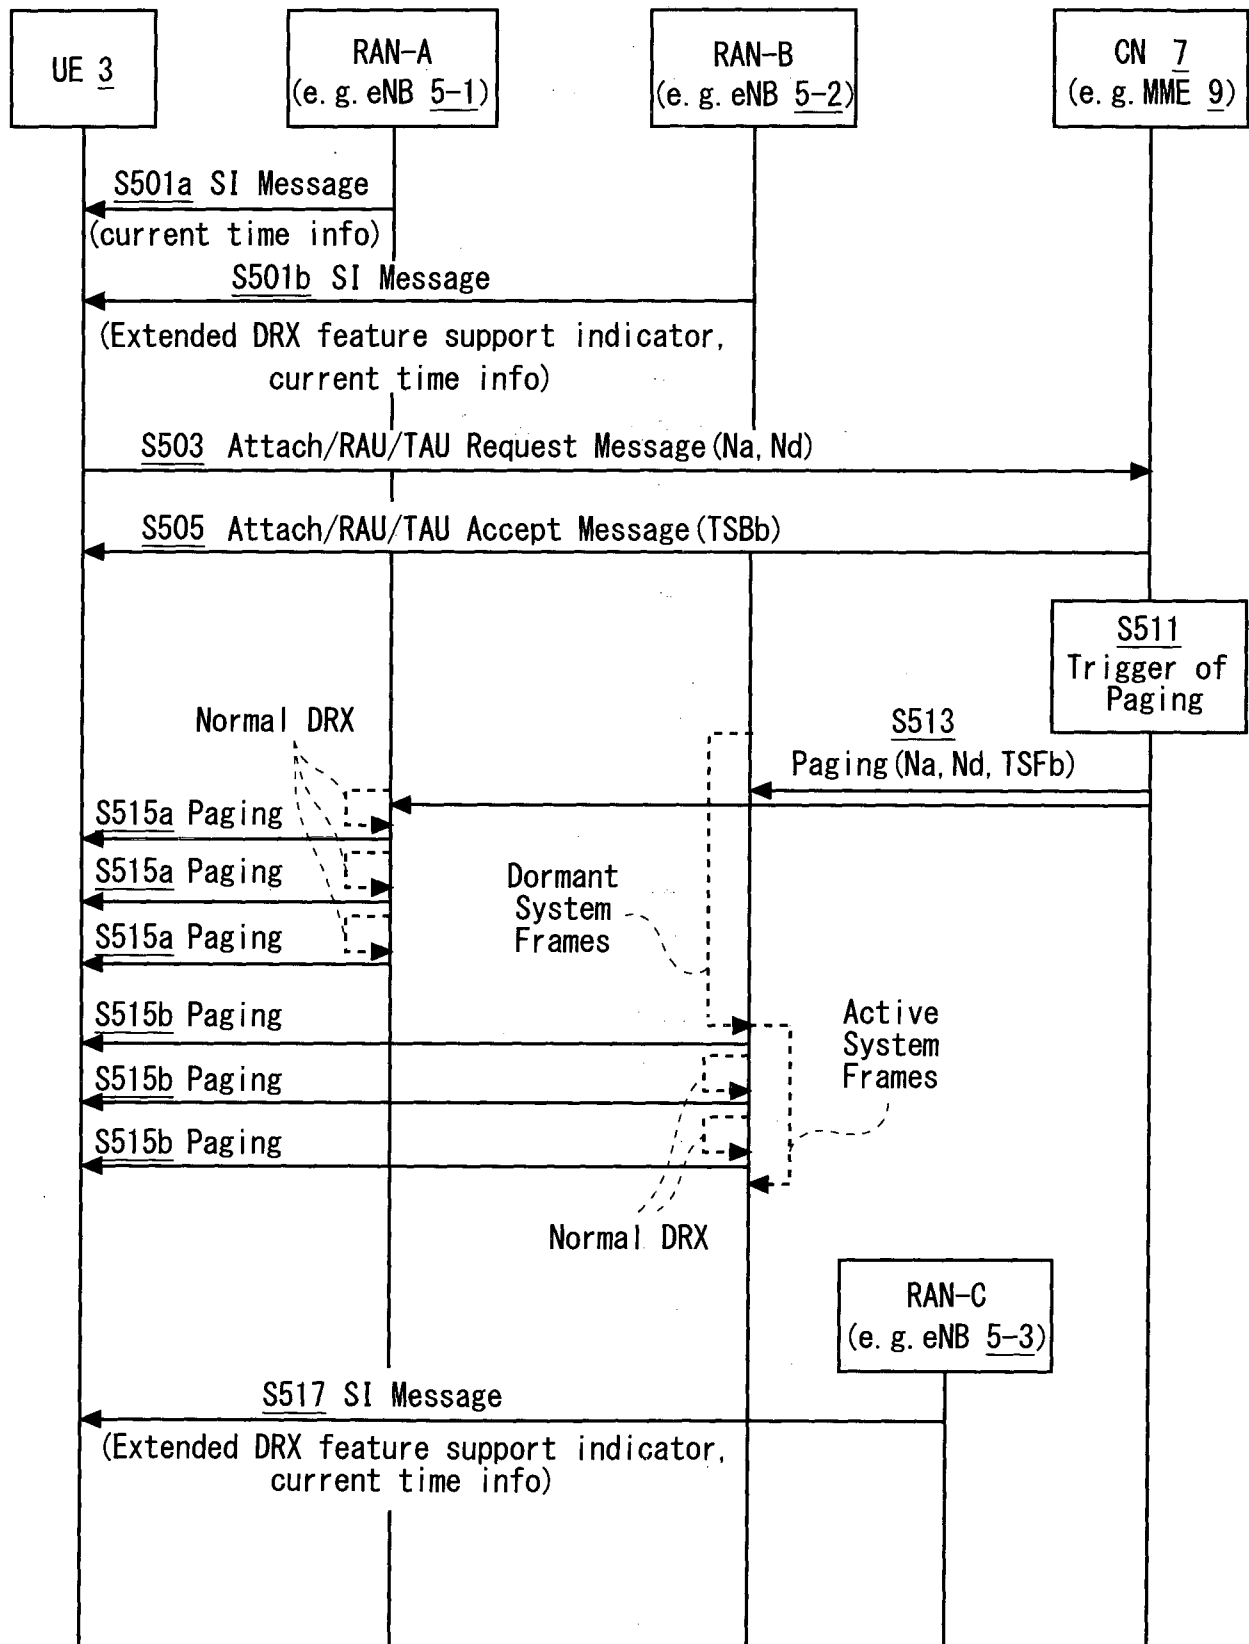 UE 3
RAN-A
(e.g.eNB 5-1)
RAN-B
(e.g.eNB 5-2)
CN 7
(e.g.MME 9)
S501a SI Message
(current time info)
S501b SI Message
(Extended DRX feature support indicator,
current time info)
S503 Attach/RAU/TAU Request Message(Na,Nd)
S505 Attach/RAU/TAU Accept Message(TSBb)
S511
Trigger of
Paging
Normal DRX
S513
Paging(Na,Nd,TSFb)
S515a Paging
S515a Paging
S515a Paging
Dormant
System
Frames
S515b Paging
S515b Paging
S515b Paging
Active
System
Frames
Normal DRX
RAN-C
(e.g.eNB 5-3)
S517 SI Message
(Extended DRX feature support indicator,
current time info)